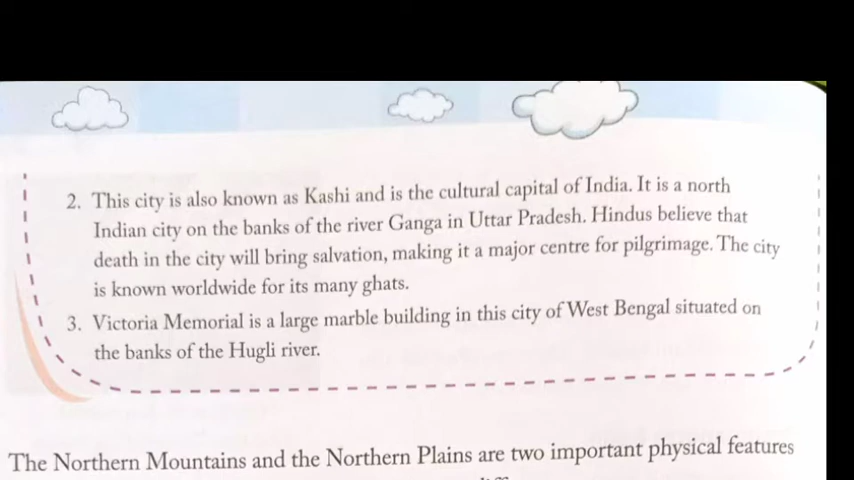 2. This city is also known as Kashi and is the cultural capital of India. It is a north
Indian city on the banks of the river Ganga in Uttar Pradesh. Hindus believe that
death in the city will bring salvation, making it a major centre for pilgrimage. The city
is known worldwide for its many ghats.
3. Victoria Memorial is a large marble building in this city of West Bengal situated on
the banks of the Hugli river.
The Northern Mountains and the Northern Plains are two important physical features